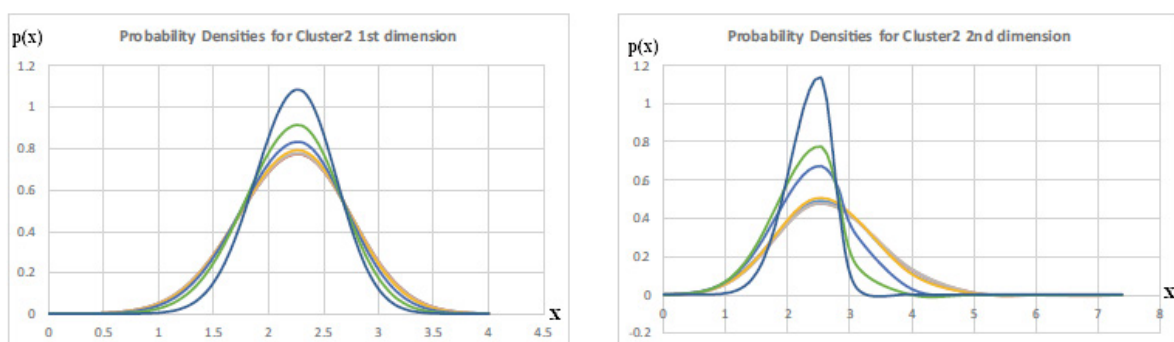 Probability Densities for Cluster2 1st dimension
p(x)
1.2
1
0.8
0.6
0.4
0.2
0
0 0.5 1 1.5 2 2.5 3 3.5 4 4.5
x
Probability Densities for Cluster2 2nd dimension
p(x)
1.2
1
0.8
0.6
0.4
0.2
0
-0.2
0 1 2 3 4 5 6 7 8
x